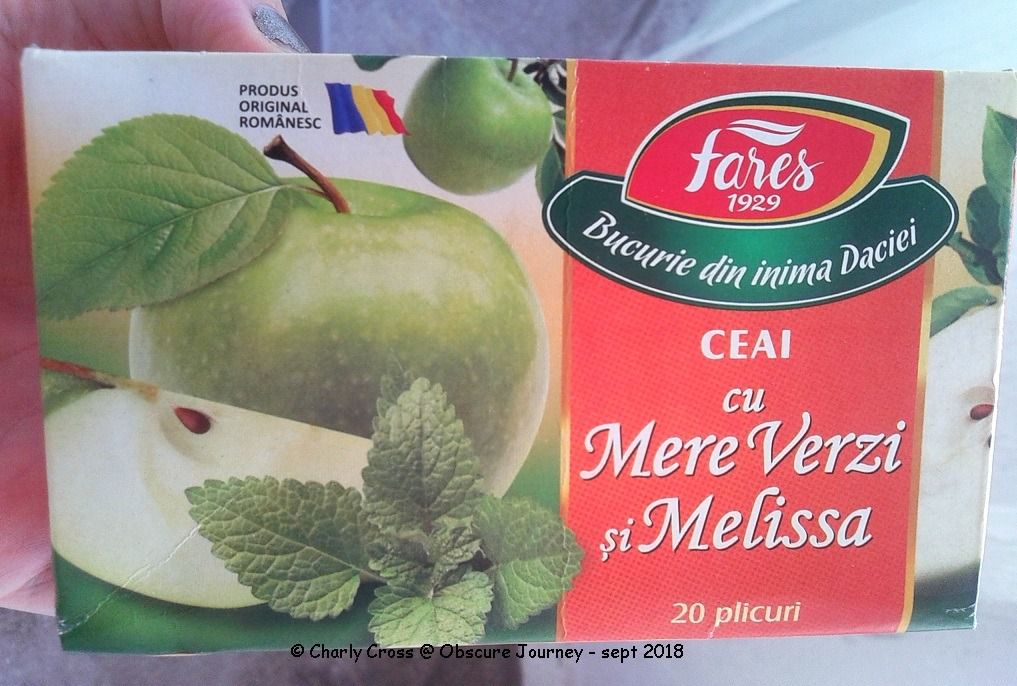 PRODUS
ORIGINAL
ROMÂNESC
fares
1929
Bucurie din inima Daciei
CEAI
cu
Mere Verzi
și Melissa
20 plicuri
© Charly Cross @ Obscure Journey - sept 2018